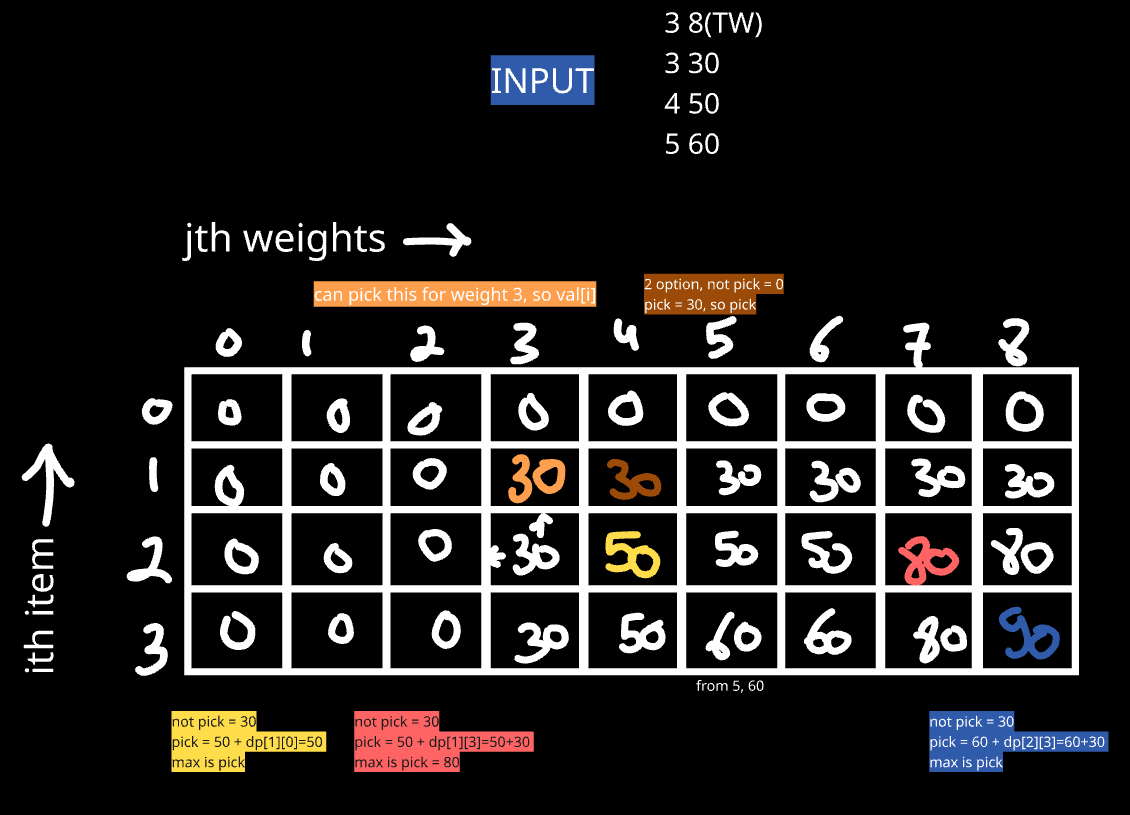 3 8(TW)
INPUT
3 30
4 50
5 60
jth weights
can pick this for weight 3, so val[i]
2 option, not pick = 0
pick = 30, so pick
0 1 2 3 4 5 6 7 8
0 0 0 0 0 0 0 0 0 0
1 0 0 0 30 30 30 30 30 30
2 0 0 0 *30 50 50 50 80 80
3 0 0 0 30 50 60 60 80 90
ith item
from 5, 60
not pick = 30
pick = 50 + dp[1][0]=50
max is pick
not pick = 30
pick = 50 + dp[1][3]=50+30
max is pick = 80
not pick = 30
pick = 60 + dp[2][3]=60+30
max is pick